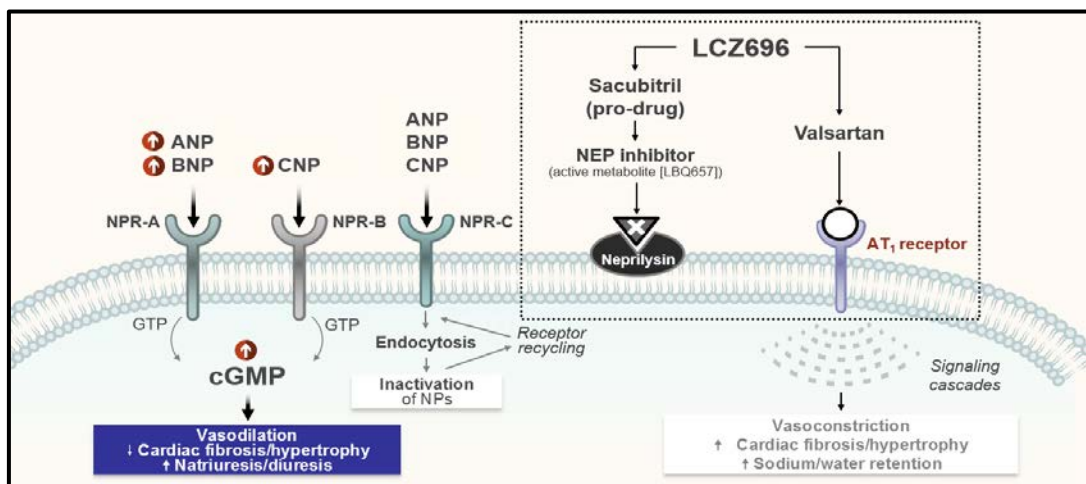 LCZ696
Sacubitril
(pro-drug)
NEP inhibitor
(active metabolite [LBQ657])
Valsartan
Neprilysin
AT₁ receptor
ANP
BNP
CNP
ANP
BNP
CNP
NPR-A
NPR-B
NPR-C
GTP
GTP
cGMP
Endocytosis
Receptor
recycling
Inactivation
of NPs
Vasodilation
↓ Cardiac fibrosis/hypertrophy
↑ Natriuresis/diuresis
Signaling
cascades
Vasoconstriction
↑ Cardiac fibrosis/hypertrophy
↑ Sodium/water retention